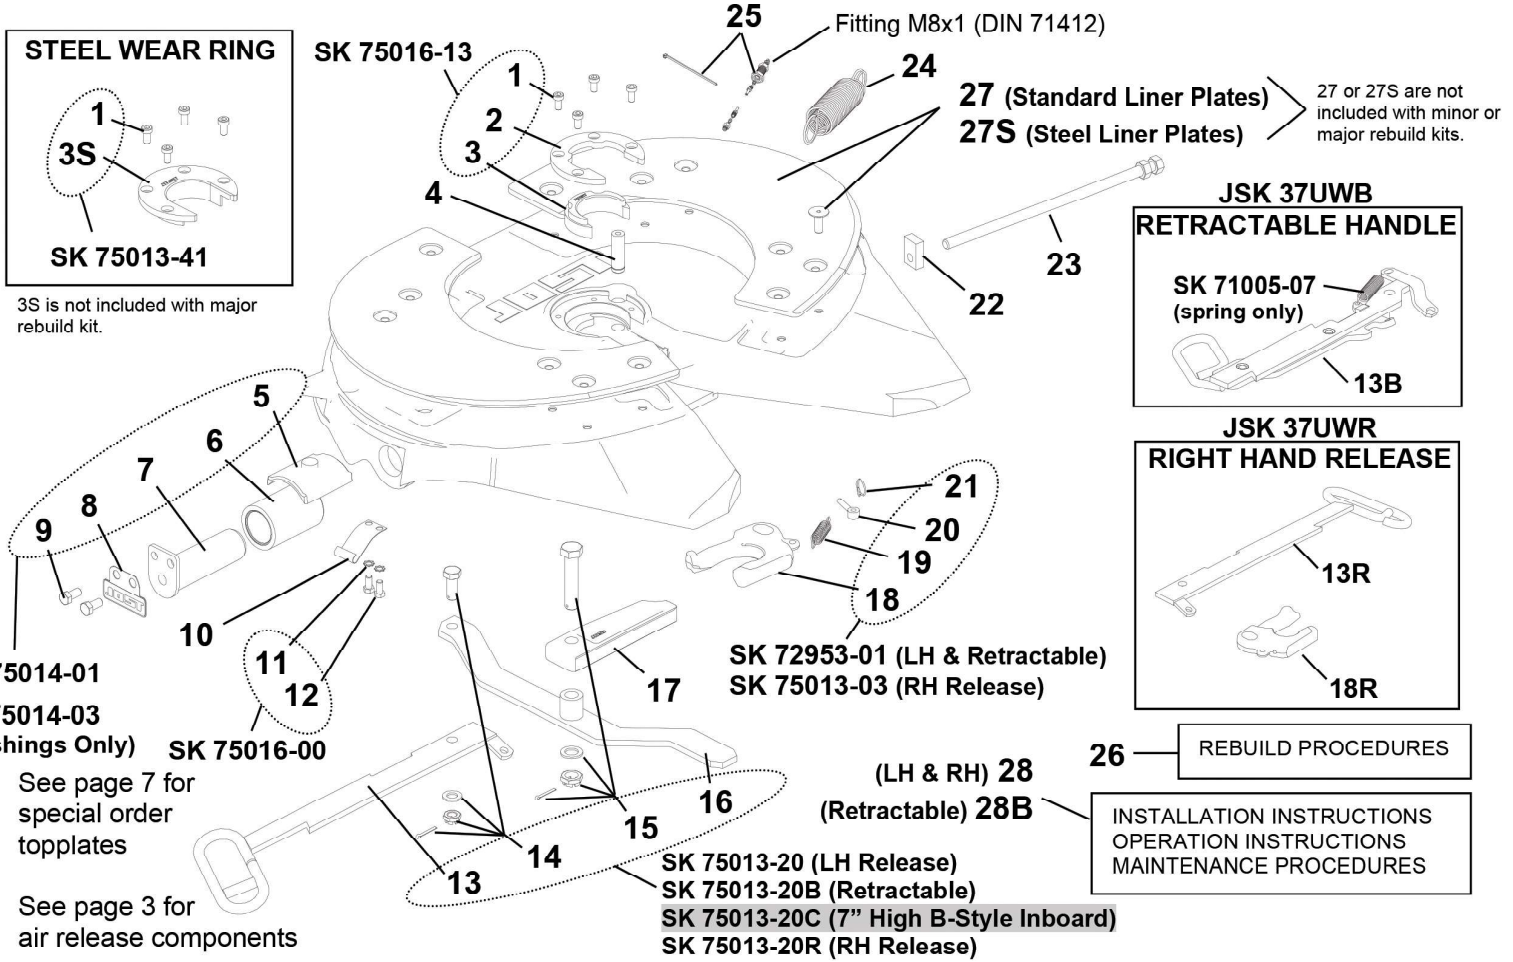 STEEL WEAR RING
1
3S
SK 75013-41
3S is not included with major
rebuild kit.
SK 75016-13
1
2
3
4
25
Fitting M8x1 (DIN 71412)
24
27 (Standard Liner Plates)
27S (Steel Liner Plates)
27 or 27S are not
included with minor or
major rebuild kits.
23
22
JSK 37UWB
RETRACTABLE HANDLE
SK 71005-07
(spring only)
13B
JSK 37UWR
RIGHT HAND RELEASE
13R
18R
5
6
7
8
9
JOST
10
11
12
SK 75016-00
75014-01
75014-03
shings Only)
See page 7 for
special order
topplates
See page 3 for
air release components
21
20
19
18
SK 72953-01 (LH & Retractable)
SK 75013-03 (RH Release)
17
16
15
14
13
SK 75013-20 (LH Release)
SK 75013-20B (Retractable)
SK 75013-20C (7” High B-Style Inboard)
SK 75013-20R (RH Release)
26
REBUILD PROCEDURES
(LH & RH) 28
(Retractable) 28B
INSTALLATION INSTRUCTIONS
OPERATION INSTRUCTIONS
MAINTENANCE PROCEDURES